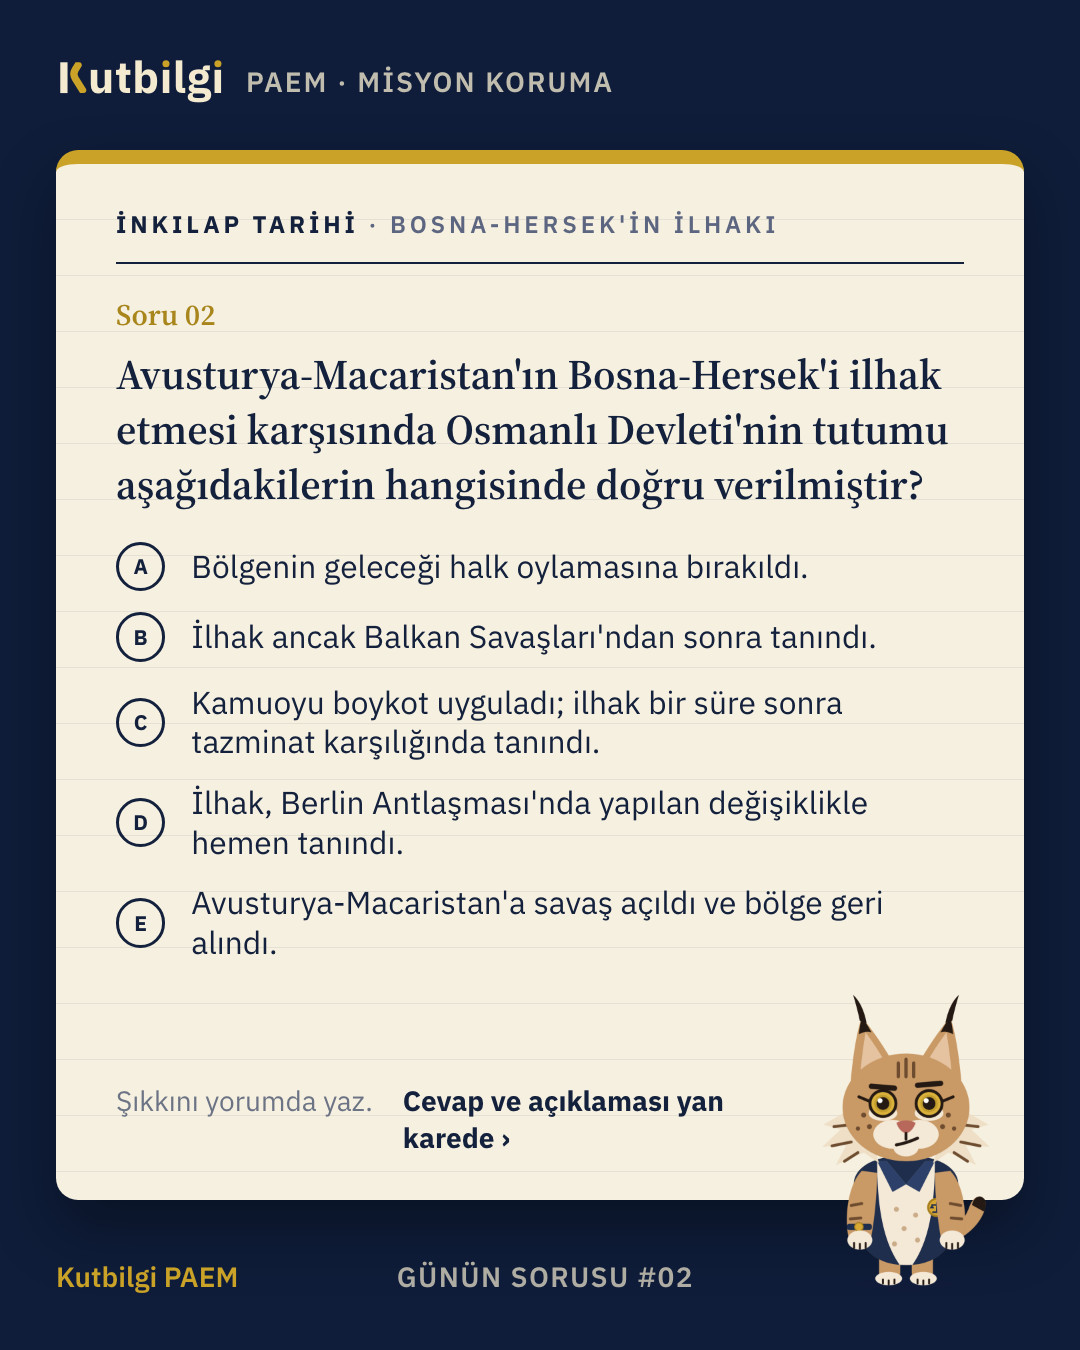 Kutbilgi PAEM · MİSYON KORUMA
İNKILAP TARİHİ · BOSNA-HERSEK'İN İLHAKI
Soru 02
Avusturya-Macaristan'ın Bosna-Hersek'i ilhak
etmesi karşısında Osmanlı Devleti'nin tutumu
aşağıdakilerin hangisinde doğru verilmiştir?
A Bölgenin geleceği halk oylamasına bırakıldı.
B İlhak ancak Balkan Savaşları'ndan sonra tanındı.
C Kamuoyu boykot uyguladı; ilhak bir süre sonra
tazminat karşılığında tanındı.
D İlhak, Berlin Antlaşması'nda yapılan değişiklikle
hemen tanındı.
E Avusturya-Macaristan'a savaş açıldı ve bölge geri
alındı.
Şıkkını yorumda yaz. Cevap ve açıklaması yan
karede ›
Kutbilgi PAEM GÜNÜN SORUSU #02